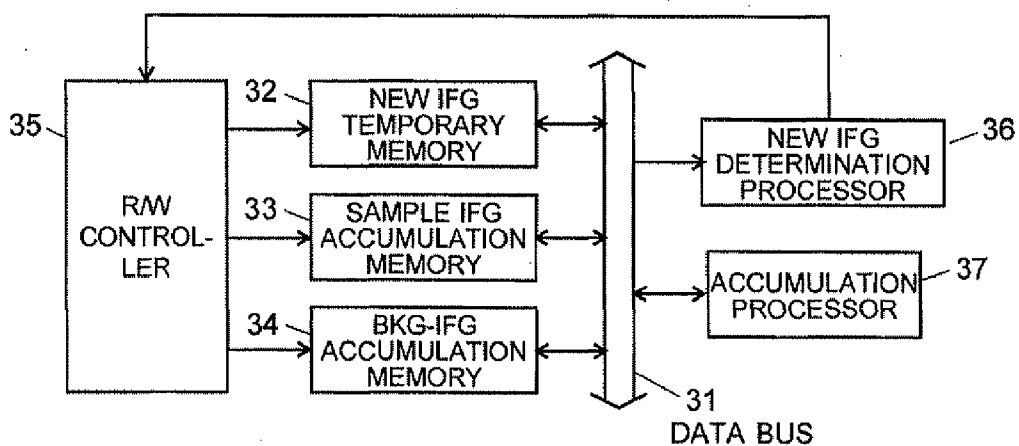 35
R/W
CONTROL-
LER
32
NEW IFG
TEMPORARY
MEMORY
33
SAMPLE IFG
ACCUMULATION
MEMORY
34
BKG-IFG
ACCUMULATION
MEMORY
NEW IFG
DETERMINATION
PROCESSOR
36
ACCUMULATION
PROCESSOR
37
31
DATA BUS